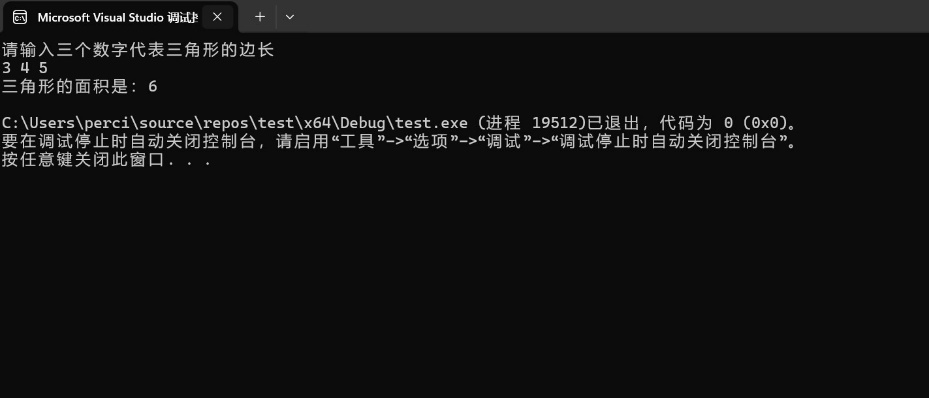 Microsoft Visual Studio 调试
请输入三个数字代表三角形的边长
3 4 5
三角形的面积是：6
C:\Users\perci\source\repos\test\x64\Debug\test.exe (进程 19512)已退出，代码为 0 (0x0)。
要在调试停止时自动关闭控制台，请启用“工具”->“选项”->“调试”->“调试停止时自动关闭控制台”。
按任意键关闭此窗口. . .